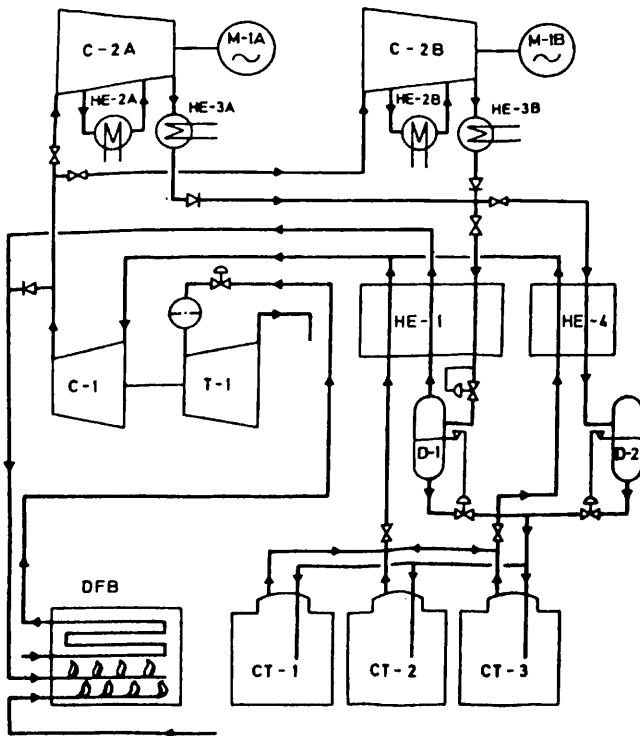 C-2A
M-1A
C-2B
M-1B
HE-2A
HE-3A
HE-2B
HE-3B
HE-1
HE-4
C-1
T-1
D-1
D-2
DFB
CT-1
CT-2
CT-3